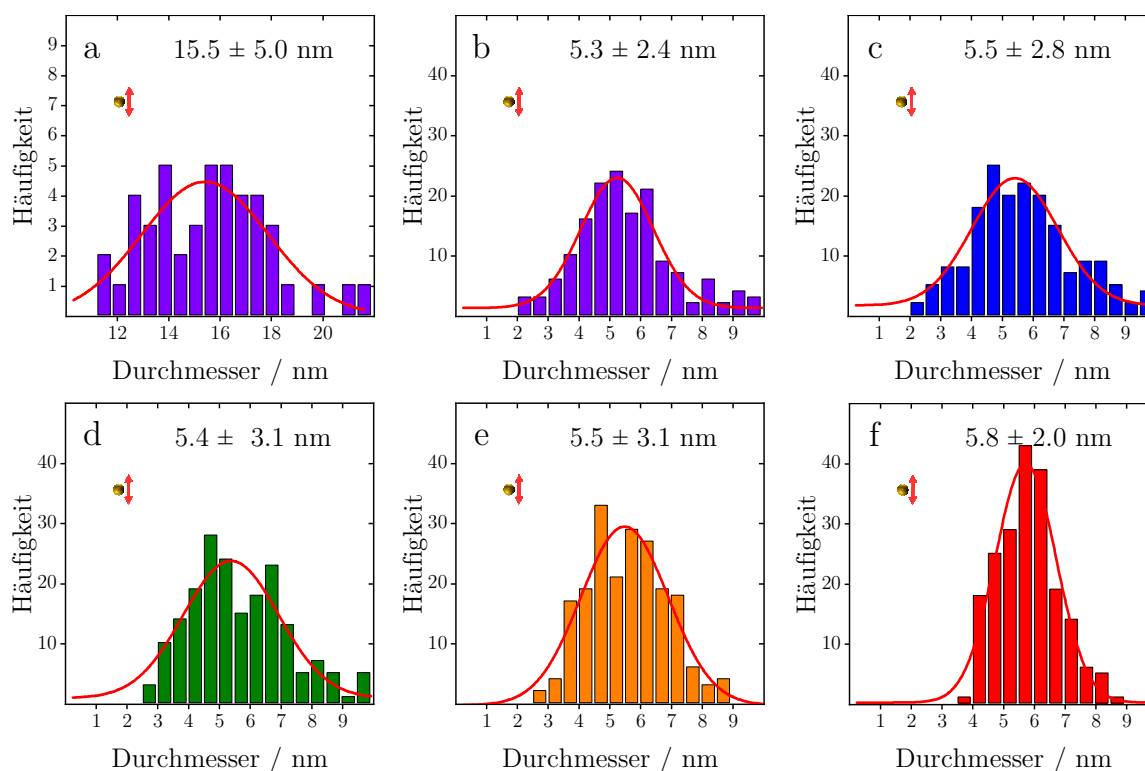 a
15.5 ± 5.0 nm
Häufigkeit
9
8
7
6
5
4
3
2
1
12 14 16 18 20
Durchmesser / nm
b
5.3 ± 2.4 nm
Häufigkeit
40
30
20
10
1 2 3 4 5 6 7 8 9
Durchmesser / nm
c
5.5 ± 2.8 nm
Häufigkeit
40
30
20
10
1 2 3 4 5 6 7 8 9
Durchmesser / nm
d
5.4 ± 3.1 nm
Häufigkeit
40
30
20
10
1 2 3 4 5 6 7 8 9
Durchmesser / nm
e
5.5 ± 3.1 nm
Häufigkeit
40
30
20
10
1 2 3 4 5 6 7 8 9
Durchmesser / nm
f
5.8 ± 2.0 nm
Häufigkeit
40
30
20
10
1 2 3 4 5 6 7 8 9
Durchmesser / nm